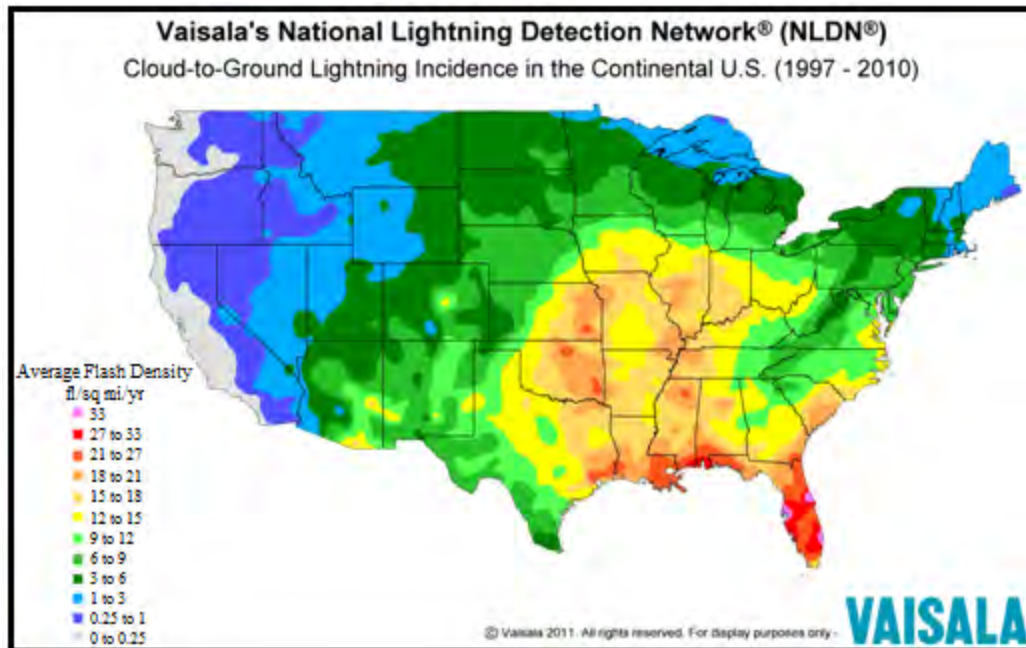 Vaisala's National Lightning Detection Network® (NLDN®)
Cloud-to-Ground Lightning Incidence in the Continental U.S. (1997 - 2010)
Average Flash Density
fl/sq mi/yr
33
27 to 33
21 to 27
18 to 21
15 to 18
12 to 15
9 to 12
6 to 9
3 to 6
1 to 3
0.25 to 1
0 to 0.25
© Vaisala 2011. All rights reserved. For display purposes only -
VAISALA